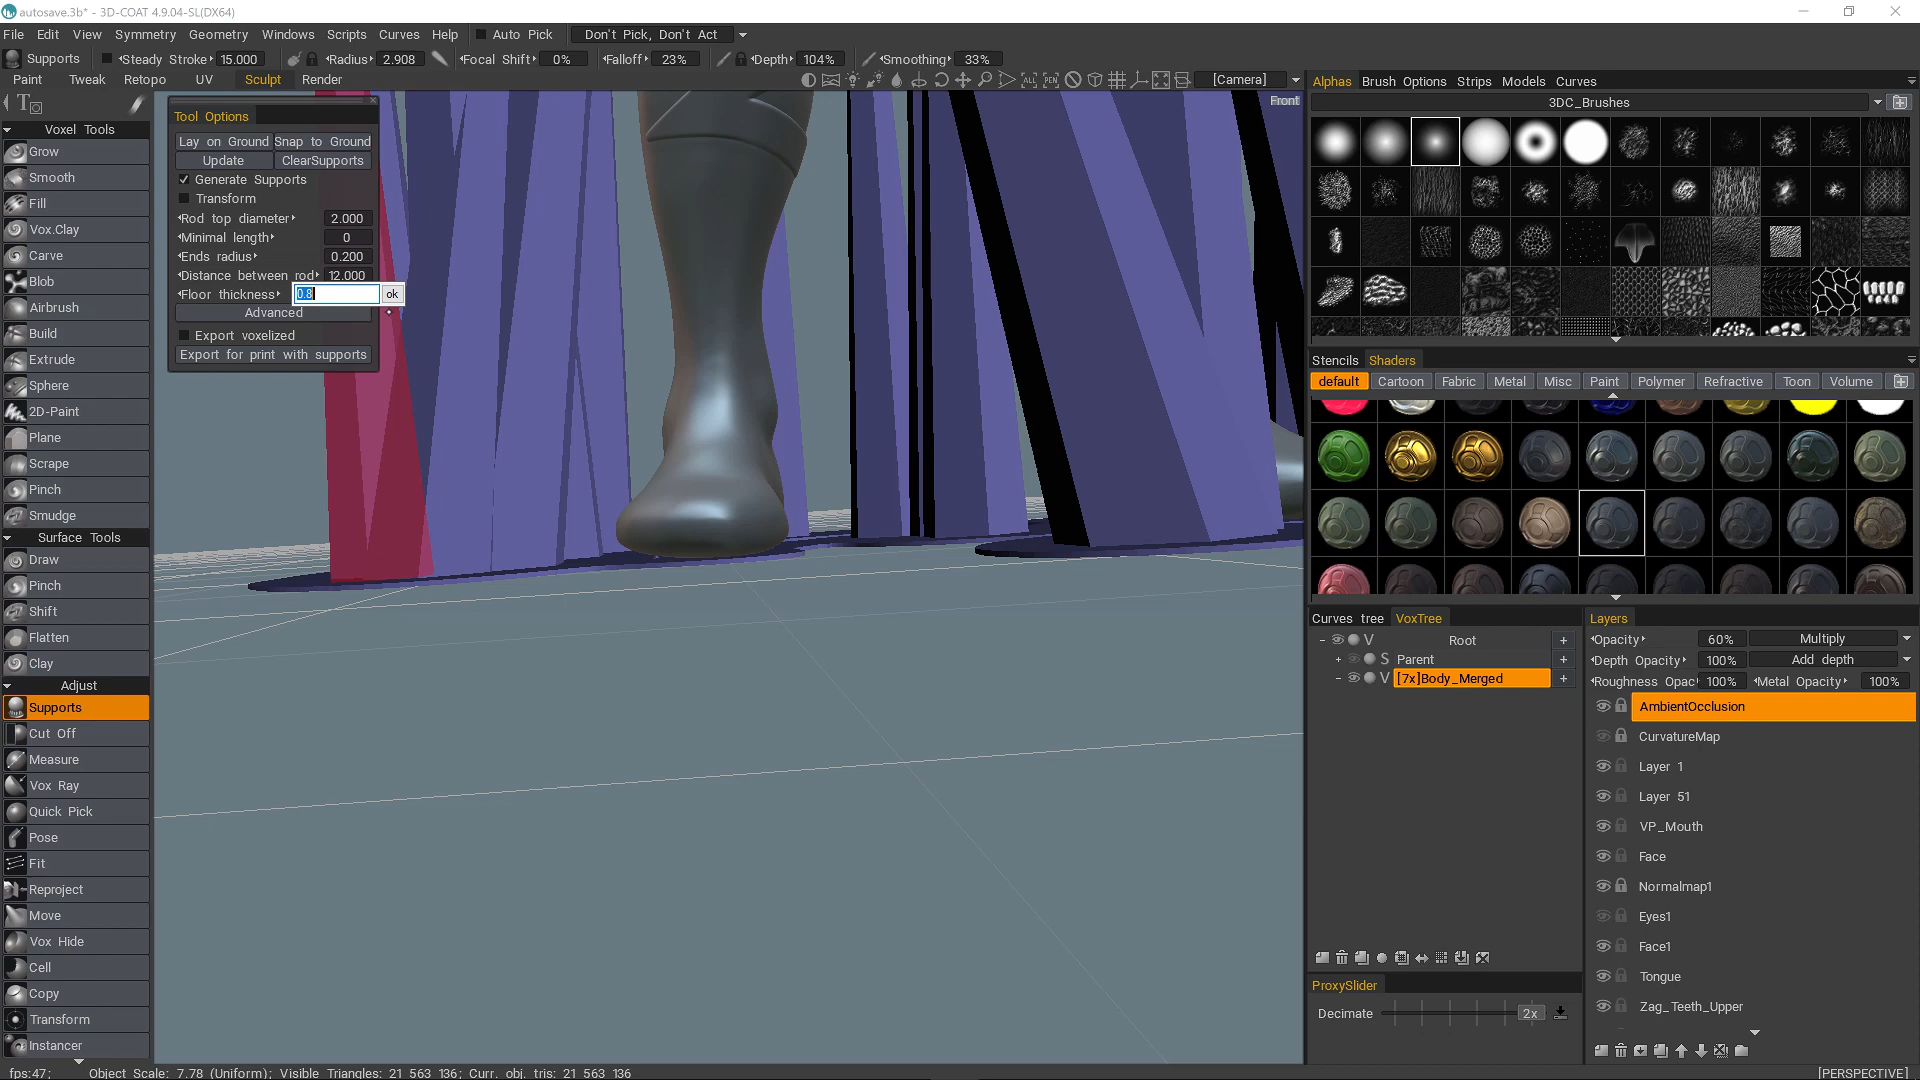 autosave.3b* - 3D-COAT 4.9.04-SL(DX64)
File Edit View Symmetry Geometry Windows Scripts Curves Help Auto Pick Don't Pick, Don't Act
Supports Steady Stroke 15.000 Radius 2.908 Focal Shift 0% Falloff 23% Depth 104% Smoothing 33%
Paint Tweak Retopo UV Sculpt Render [Camera]
Front
Voxel Tools
Grow
Smooth
Fill
Vox.Clay
Carve
Blob
Airbrush
Build
Extrude
Sphere
2D-Paint
Plane
Scrape
Pinch
Smudge
Surface Tools
Draw
Pinch
Shift
Flatten
Clay
Adjust
Supports
Cut Off
Measure
Vox Ray
Quick Pick
Pose
Fit
Reproject
Move
Vox Hide
Cell
Copy
Transform
Instancer
Tool Options
Lay on Ground Snap to Ground
Update ClearSupports
Generate Supports
Transform
Rod top diameter 2.000
Minimal length 0
Ends radius 0.200
Distance between rod 12.000
Floor thickness 0.8 ok
Advanced
Export voxelized
Export for print with supports
Alphas Brush Options Strips Models Curves
3DC_Brushes
Stencils Shaders
default Cartoon Fabric Metal Misc Paint Polymer Refractive Toon Volume
Curves tree VoxTree
V Root +
+ S Parent +
- V [7x]Body_Merged +
ProxySlider
Decimate 2x
Layers
Opacity 60% Multiply
Depth Opacity 100% Add depth
Roughness Opac 100% Metal Opacity 100%
AmbientOcclusion
CurvatureMap
Layer 1
Layer 51
VP_Mouth
Face
Normalmap1
Eyes1
Face1
Tongue
Zag_Teeth_Upper
fps:47; Object Scale: 7.78 (Uniform); Visible Triangles: 21 563 136; Curr. obj. tris: 21 563 136 [PERSPECTIVE]